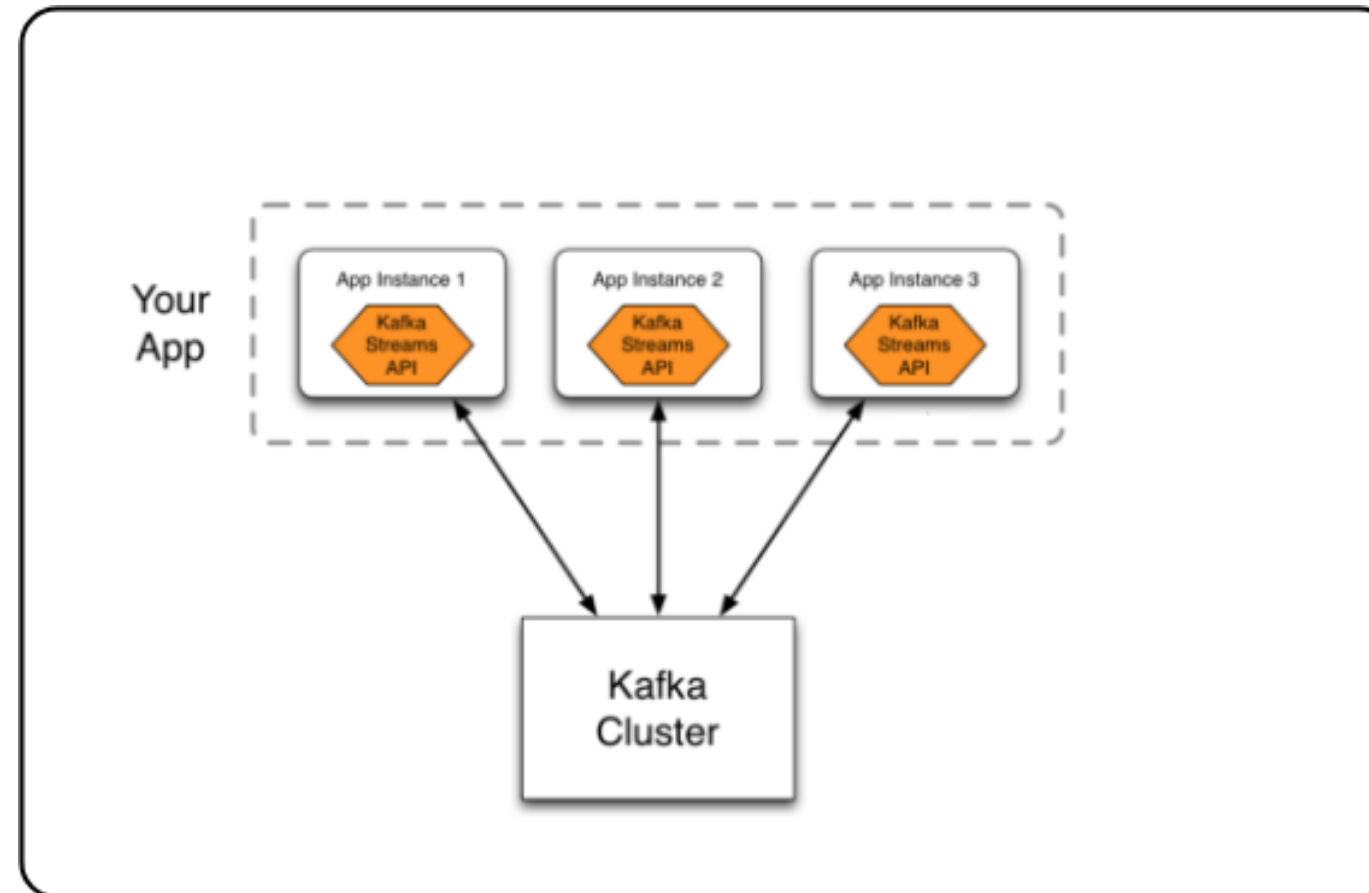 Your
App
App Instance 1
Kafka
Streams
API
App Instance 2
Kafka
Streams
API
App Instance 3
Kafka
Streams
API
Kafka
Cluster